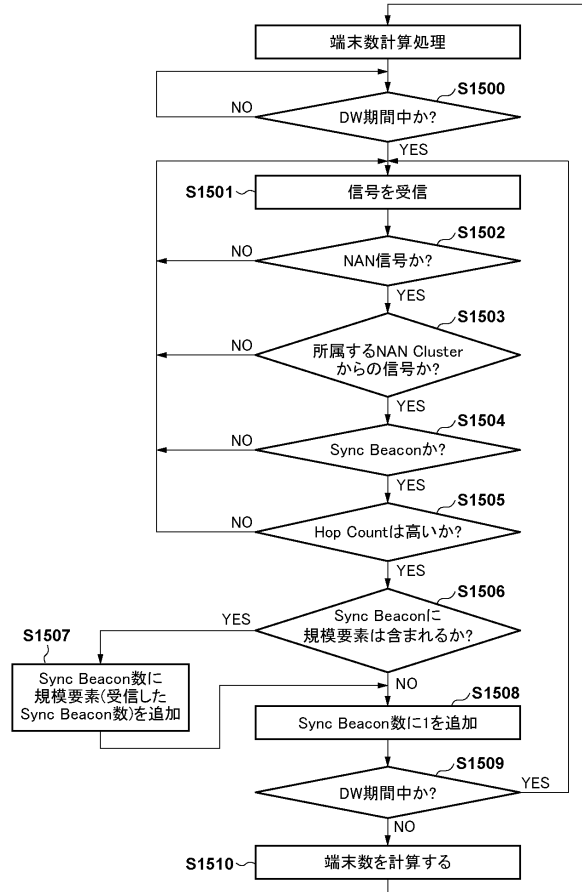 端末数計算処理
S1500
NO
DW期間中か?
YES
S1501
信号を受信
S1502
NO
NAN信号か?
YES
S1503
NO
所属するNAN Cluster
からの信号か?
YES
S1504
NO
Sync Beaconか?
YES
S1505
NO
Hop Countは高いか?
YES
S1506
YES
Sync Beaconに
規模要素は含まれるか?
S1507
Sync Beacon数に
規模要素(受信した
Sync Beacon数)を追加
NO
S1508
Sync Beacon数に1を追加
S1509
DW期間中か?
YES
NO
S1510
端末数を計算する